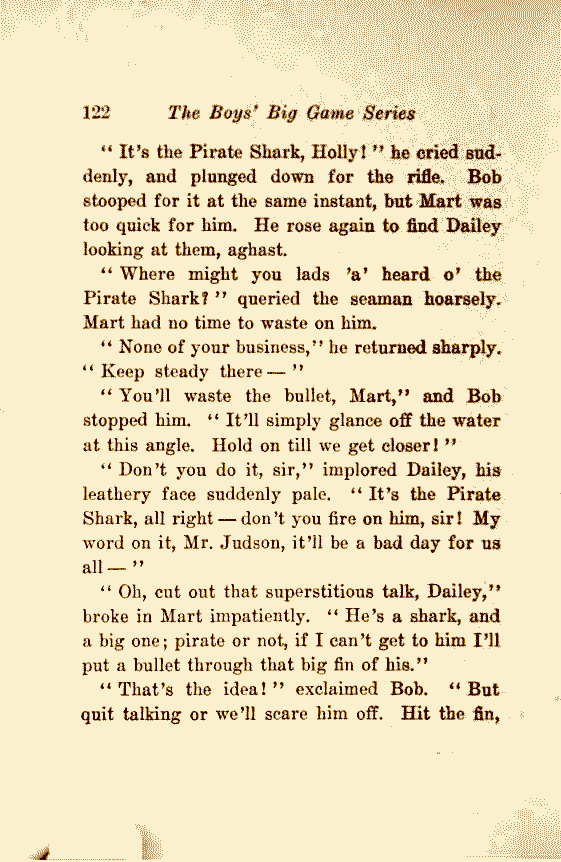 122 The Boys' Big Game Series
" It's the Pirate Shark, Holly! " he cried sud-
denly, and plunged down for the rifle. Bob
stooped for it at the same instant, but Mart was
too quick for him. He rose again to find Dailey
looking at them, aghast.
" Where might you lads 'a' heard o' the
Pirate Shark? " queried the seaman hoarsely.
Mart had no time to waste on him.
" None of your business," he returned sharply.
" Keep steady there — "
" You'll waste the bullet, Mart," and Bob
stopped him. " It'll simply glance off the water
at this angle. Hold on till we get closer! "
" Don't you do it, sir," implored Dailey, his
leathery face suddenly pale. " It's the Pirate
Shark, all right — don't you fire on him, sir! My
word on it, Mr. Judson, it'll be a bad day for us
all — "
" Oh, cut out that superstitious talk, Dailey,"
broke in Mart impatiently. " He's a shark, and
a big one; pirate or not, if I can't get to him I'll
put a bullet through that big fin of his."
" That's the idea! " exclaimed Bob. " But
quit talking or we'll scare him off. Hit the fin,